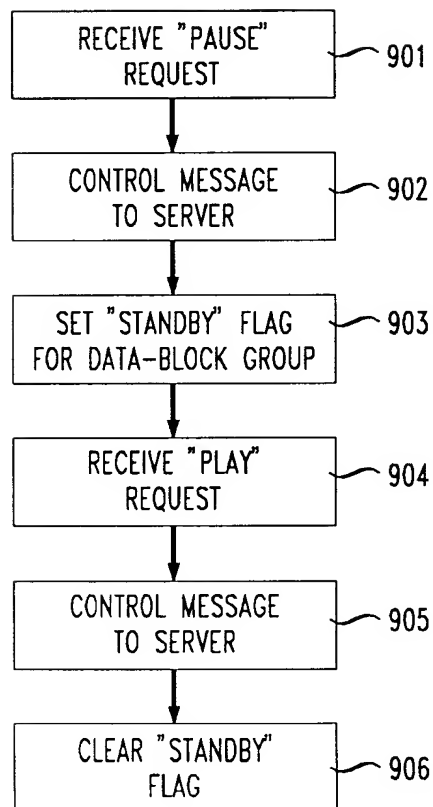 RECEIVE "PAUSE"
REQUEST
901
CONTROL MESSAGE
TO SERVER
902
SET "STANDBY" FLAG
FOR DATA-BLOCK GROUP
903
RECEIVE "PLAY"
REQUEST
904
CONTROL MESSAGE
TO SERVER
905
CLEAR "STANDBY"
FLAG
906